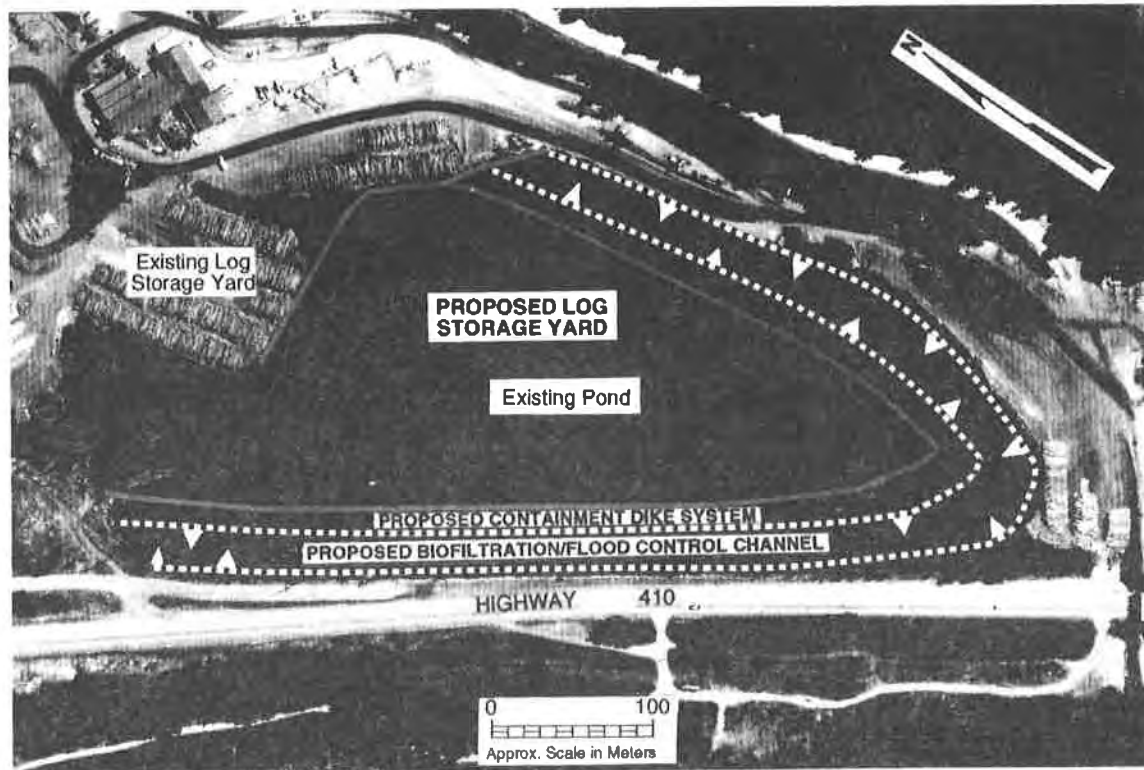 N
Existing Log
Storage Yard
PROPOSED LOG
STORAGE YARD
Existing Pond
PROPOSED CONTAINMENT DIKE SYSTEM
PROPOSED BIOFILTRATION/FLOOD CONTROL CHANNEL
HIGHWAY 410
0 100
Approx. Scale in Meters